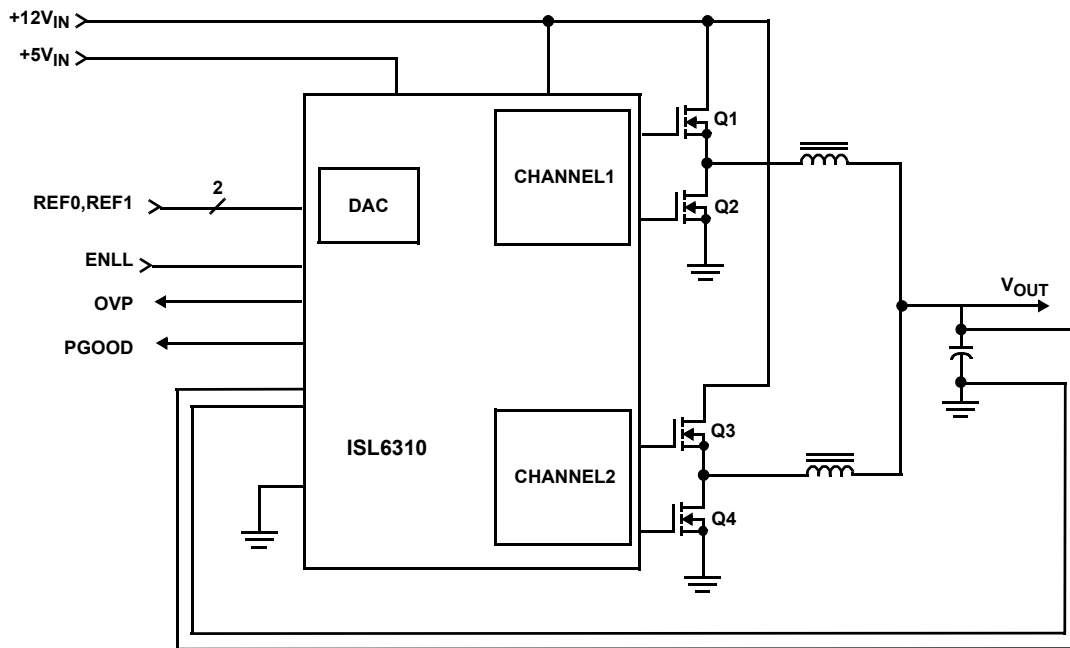 +12VIN
+5VIN
Q1
CHANNEL1
2
REF0,REF1
DAC
Q2
ENLL
VOUT
OVP
PGOOD
Q3
ISL6310
CHANNEL2
Q4